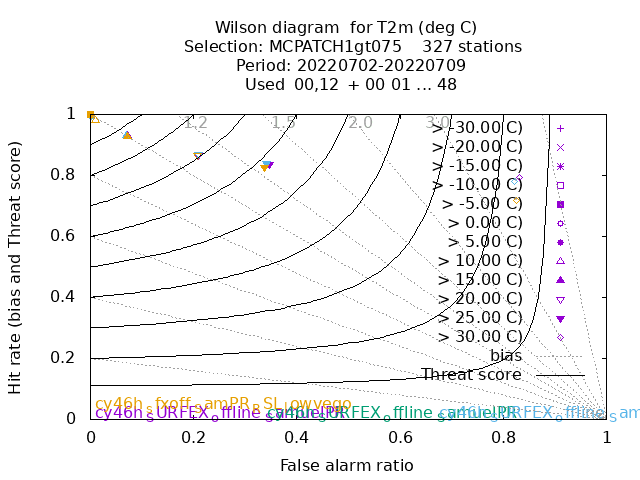 Wilson diagram for T2m (deg C)
Selection: MCPATCH1gt075 327 stations
Period: 20220702-20220709
Used 00,12 + 00 01 ... 48
1.2 1.5 2.0 3.0
> -30.00 C)
> -20.00 C)
> -15.00 C)
> -10.00 C)
> -5.00 C)
> 0.00 C)
> 5.00 C)
> 10.00 C)
> 15.00 C)
> 20.00 C)
> 25.00 C)
> 30.00 C)
bias
Threat score
Hit rate (bias and Threat score)
1
0.8
0.6
0.4
0.2
0
cy46h_sfxoff_samPR_RSL_Lowvego
cy46h_SURFEX_offline
0 0.2 0.4 0.6 0.8 1
False alarm ratio